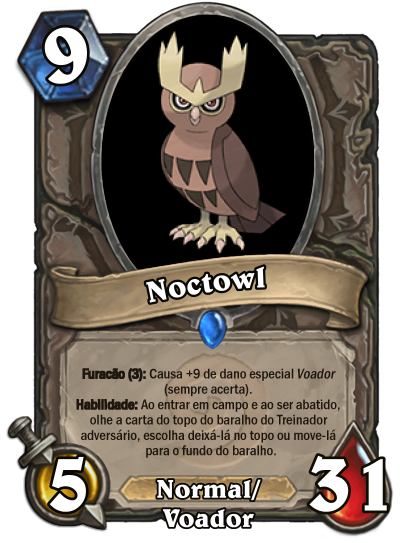 9
Noctowl
Furacão (3): Causa +9 de dano especial Voador
(sempre acerta).
Habilidade: Ao entrar em campo e ao ser abatido,
olhe a carta do topo do baralho do Treinador
adversário, escolha deixá-lá no topo ou move-lá
para o fundo do baralho.
5
Normal/
Voador
31